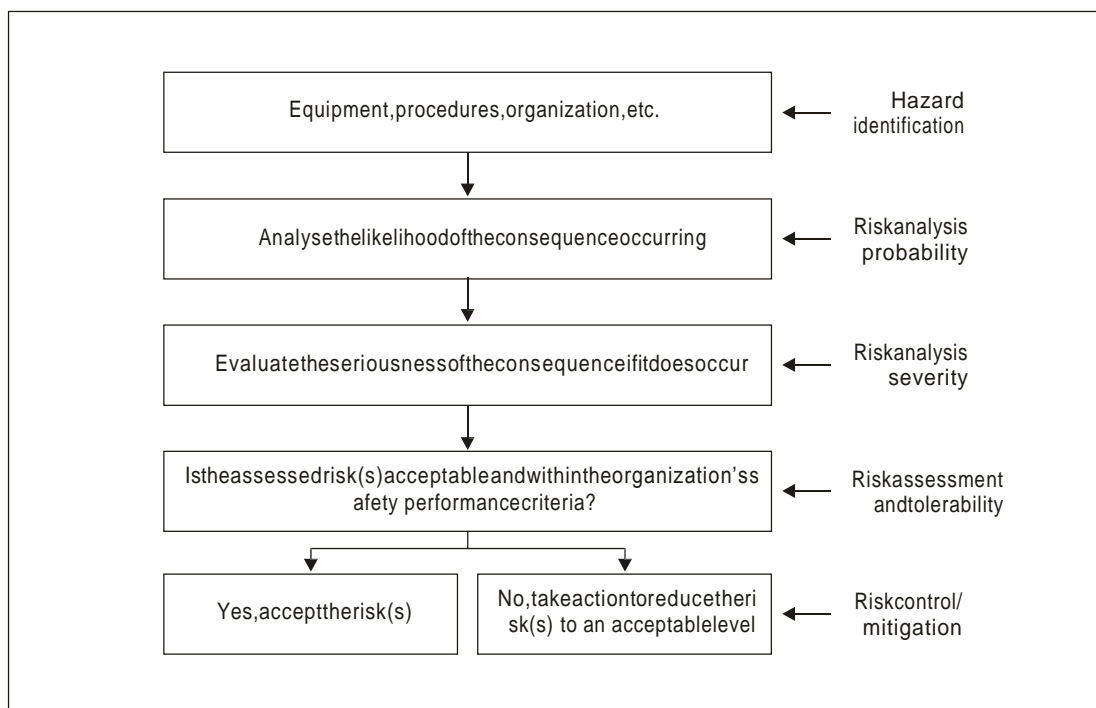 Equipment,procedures,organization,etc.
Hazard
identification
Analysethelikelihoodoftheconsequenceoccurring
Riskanalysis
probability
Evaluatetheseriousnessoftheconsequenceifitdoesoccur
Riskanalysis
severity
Istheassessedrisk(s)acceptableandwithintheorganization’ss
afety performancecriteria?
Riskassessment
andtolerability
Yes,accepttherisk(s)
No,takeactiontoreducetheri
sk(s) to an acceptablelevel
Riskcontrol/
mitigation